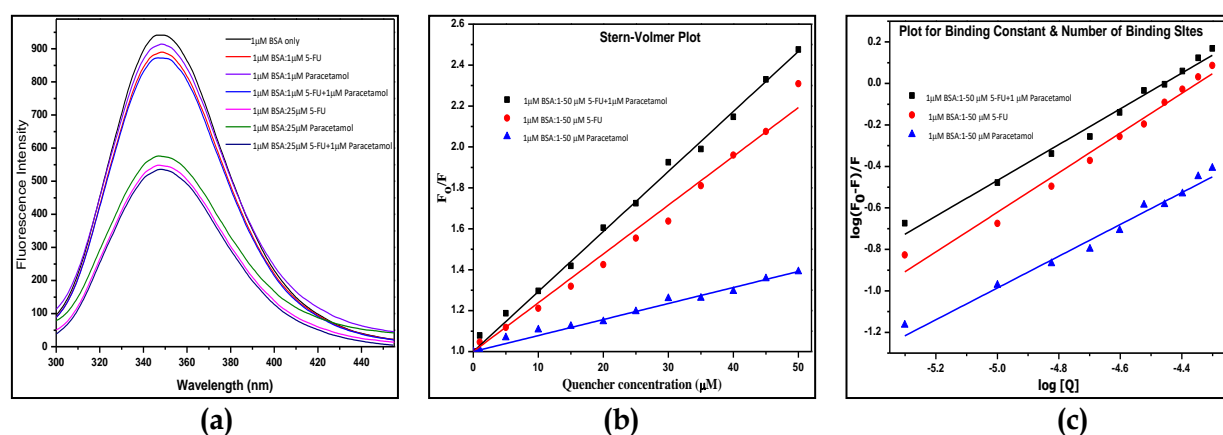 1μM BSA only
1μM BSA:1μM 5-FU
1μM BSA:1μM Paracetamol
1μM BSA:1μM 5-FU+1μM Paracetamol
1μM BSA:25μM 5-FU
1μM BSA:25μM Paracetamol
1μM BSA:25μM 5-FU+1μM Paracetamol
Fluorescence Intensity
900
800
700
600
500
400
300
200
100
0
300 320 340 360 380 400 420 440
Wavelength (nm)
(a)
Stern-Volmer Plot
1μM BSA:1-50 μM 5-FU+1μM Paracetamol
1μM BSA:1-50 μM 5-FU
1μM BSA:1-50 μM Paracetamol
F₀/F
2.6
2.4
2.2
2.0
1.8
1.6
1.4
1.2
1.0
0 10 20 30 40 50
Quencher concentration (μM)
(b)
Plot for Binding Constant & Number of Binding SItes
1μM BSA:1-50 μM 5-FU+1 μM Paracetamol
1μM BSA:1-50 μM 5-FU
1μM BSA:1-50 μM Paracetamol
log(F₀-F)/F
0.2
0.0
-0.2
-0.4
-0.6
-0.8
-1.0
-1.2
-5.2 -5.0 -4.8 -4.6 -4.4
log [Q]
(c)